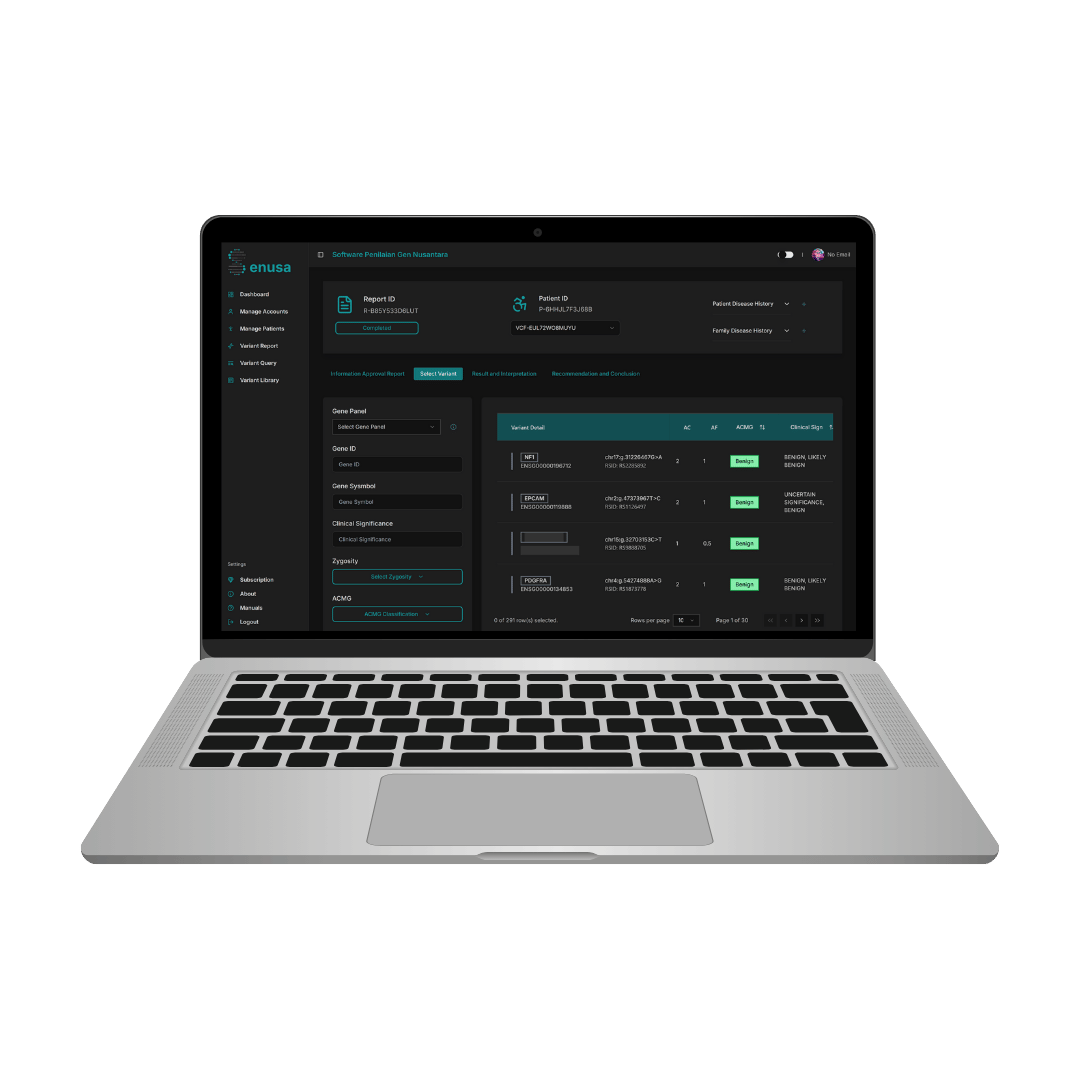 enusa
Software Penilaian Gen Nusantara
No Email
Dashboard
Manage Accounts
Manage Patients
Variant Report
Variant Query
Variant Library
Settings
Subscription
About
Manuals
Logout
Report ID
R-B85Y533D6LUT
Completed
Patient ID
P-6HHJL7F3J68B
VCF-EUL72WO8MUYU
Patient Disease History
Family Disease History
Information Approval Report
Select Variant
Result and Interpretation
Recommendation and Conclusion
Gene Panel
Select Gene Panel
Gene ID
Gene ID
Gene Sysmbol
Gene Symbol
Clinical Significance
Clinical Significance
Zygosity
Select Zygosity
ACMG
ACMG Classification
Variant Detail AC AF ACMG Clinical Sign
NF1
ENSG00000196712
chr17:g.31226467G>A
RSID: RS2285892
2 1 Benign
BENIGN, LIKELY
BENIGN
EPCAM
ENSG00000119888
chr2:g.47373967T>C
RSID: RS1126497
2 1 Benign
UNCERTAIN
SIGNIFICANCE,
BENIGN
chr15:g.32703153C>T
1 0.5 Benign
PDGFRA
ENSG00000134853
chr4:g.54274888A>G
RSID: RS1873778
2 1 Benign
BENIGN, LIKELY
BENIGN
0 of 291 row(s) selected.
Rows per page 10
Page 1 of 30